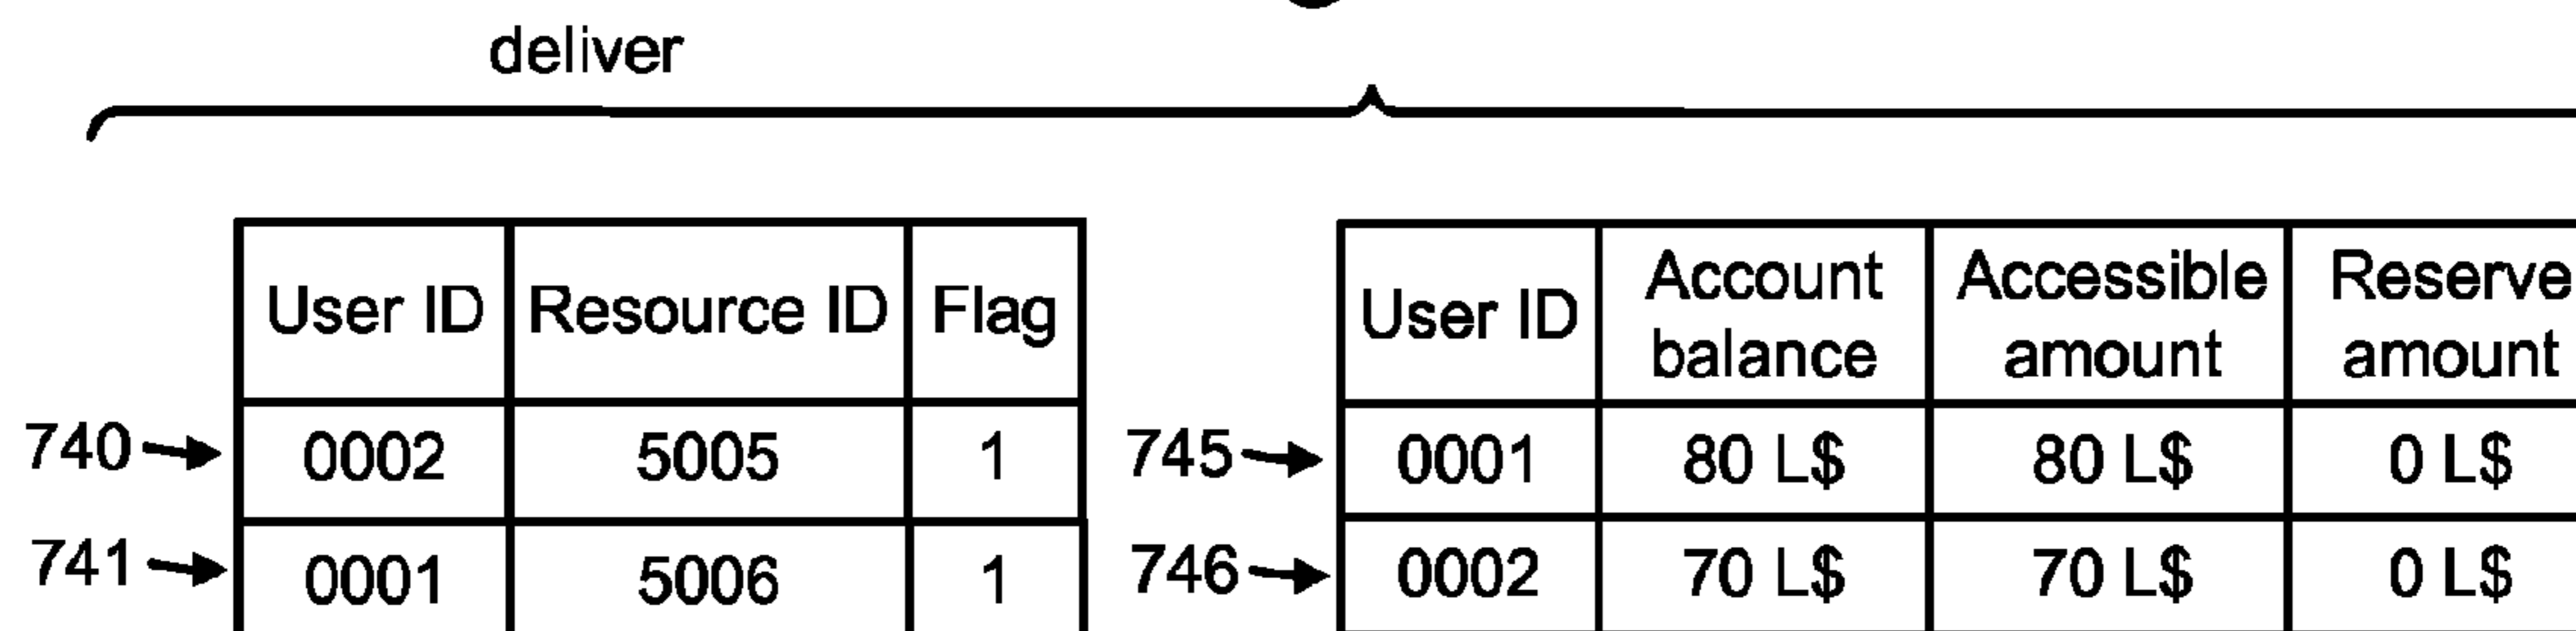 deliver
User ID Resource ID Flag
740 0002 5005 1
741 0001 5006 1
User ID Account balance Accessible amount Reserve amount
745 0001 80 L$ 80 L$ 0 L$
746 0002 70 L$ 70 L$ 0 L$